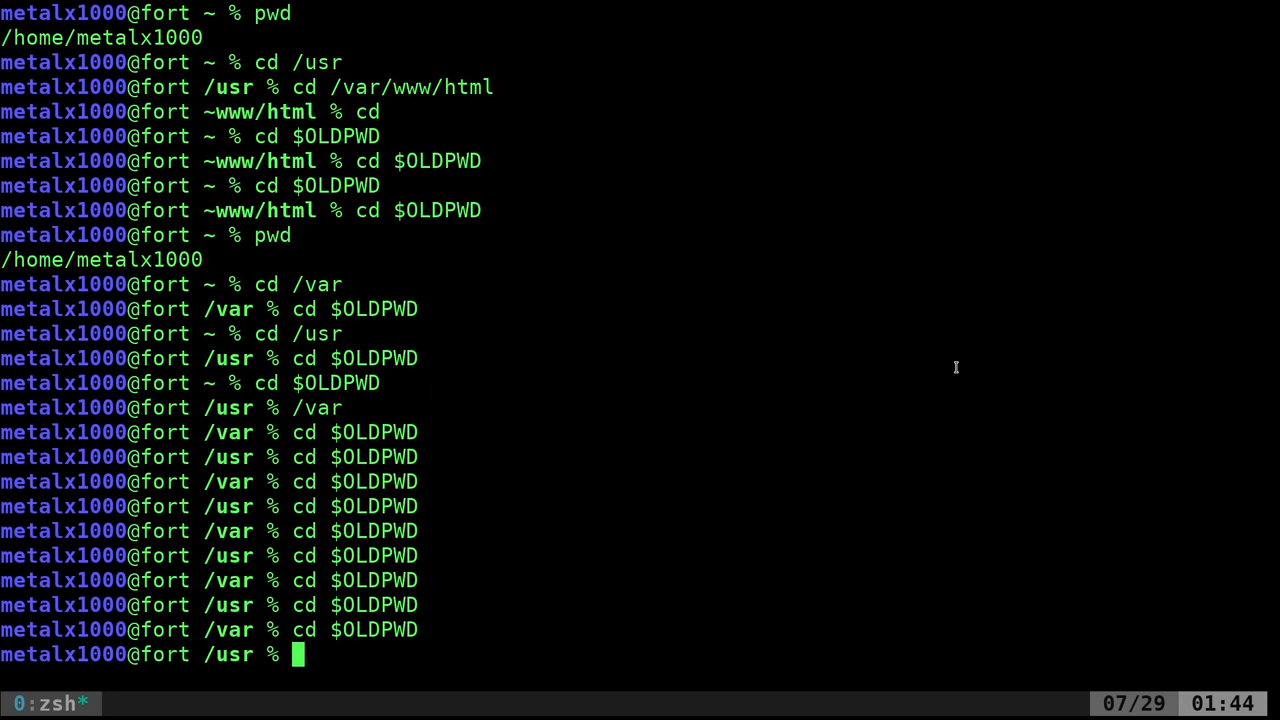 metalx1000@fort ~ % pwd
/home/metalx1000
metalx1000@fort ~ % cd /usr
metalx1000@fort /usr % cd /var/www/html
metalx1000@fort ~www/html % cd
metalx1000@fort ~ % cd $OLDPWD
metalx1000@fort ~www/html % cd $OLDPWD
metalx1000@fort ~ % cd $OLDPWD
metalx1000@fort ~www/html % cd $OLDPWD
metalx1000@fort ~ % pwd
/home/metalx1000
metalx1000@fort ~ % cd /var
metalx1000@fort /var % cd $OLDPWD
metalx1000@fort ~ % cd /usr
metalx1000@fort /usr % cd $OLDPWD
metalx1000@fort ~ % cd $OLDPWD
metalx1000@fort /usr % /var
metalx1000@fort /var % cd $OLDPWD
metalx1000@fort /usr % cd $OLDPWD
metalx1000@fort /var % cd $OLDPWD
metalx1000@fort /usr % cd $OLDPWD
metalx1000@fort /var % cd $OLDPWD
metalx1000@fort /usr % cd $OLDPWD
metalx1000@fort /var % cd $OLDPWD
metalx1000@fort /usr % cd $OLDPWD
metalx1000@fort /var % cd $OLDPWD
metalx1000@fort /usr %
0:zsh* 07/29 01:44